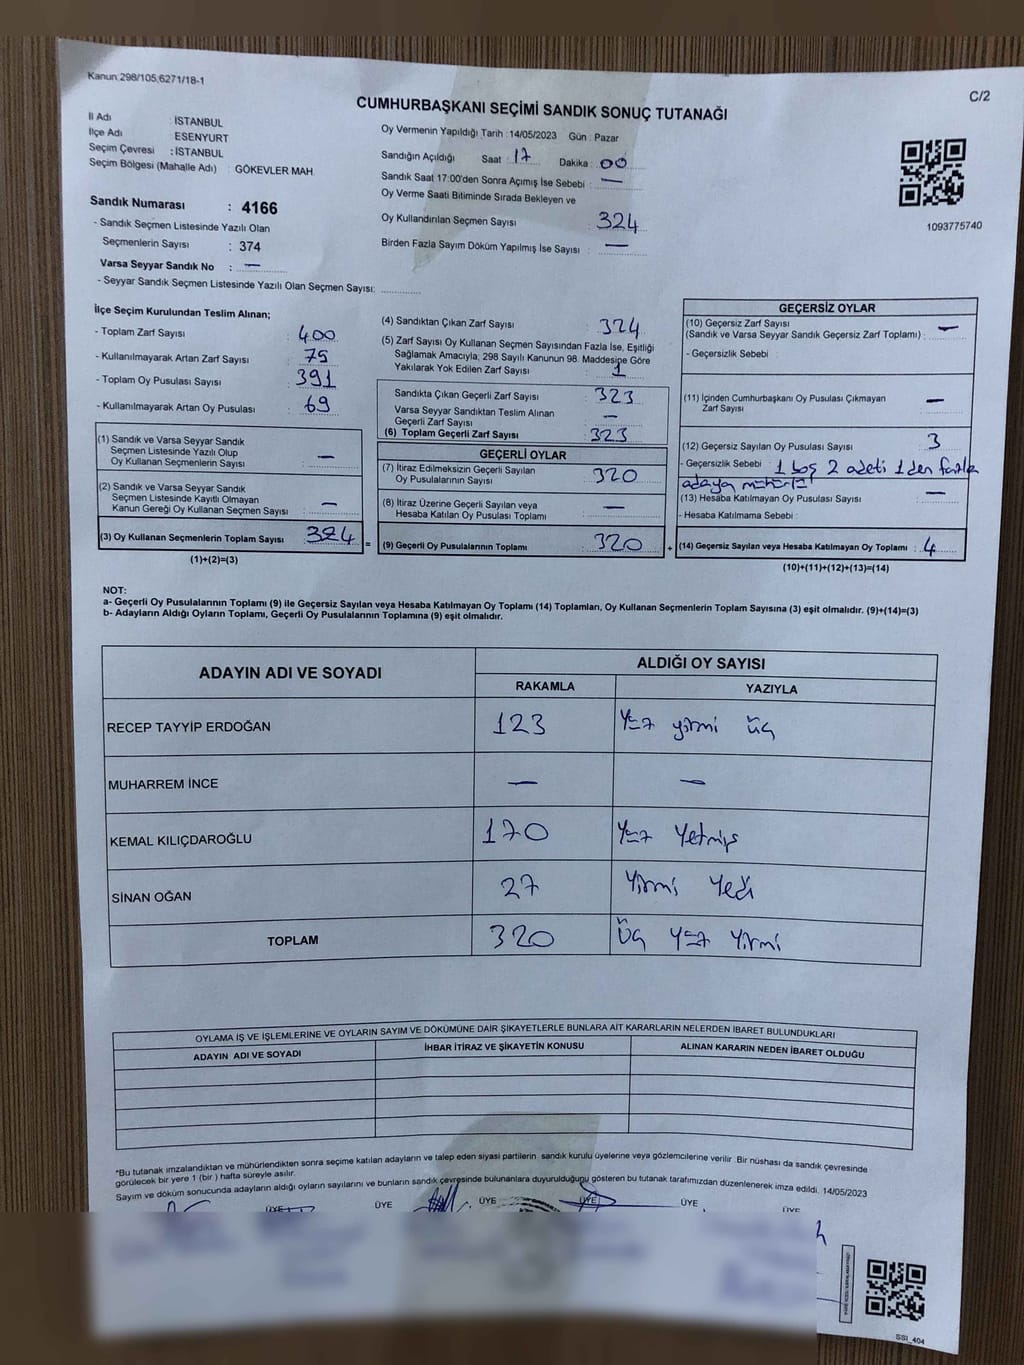 Kanun:298/105,6271/18-1
C/2
CUMHURBAŞKANI SEÇİMİ SANDIK SONUÇ TUTANAĞI
İl Adı : İSTANBUL
İlçe Adı : ESENYURT
Seçim Çevresi : İSTANBUL
Seçim Bölgesi (Mahalle Adı) : GÖKEVLER MAH.
Sandık Numarası : 4166
- Sandık Seçmen Listesinde Yazılı Olan
Seçmenlerin Sayısı : 374
Varsa Seyyar Sandık No : —
- Seyyar Sandık Seçmen Listesinde Yazılı Olan Seçmen Sayısı:
Oy Vermenin Yapıldığı Tarih : 14/05/2023 Gün : Pazar
Sandığın Açıldığı Saat : 17 Dakika : 00
Sandık Saat 17:00'den Sonra Açımış İse Sebebi : —
Oy Verme Saati Bitiminde Sırada Bekleyen ve
Oy Kullandırılan Seçmen Sayısı : 324
Birden Fazla Sayım Döküm Yapılmış İse Sayısı : —
1093775740
İlçe Seçim Kurulundan Teslim Alınan;
- Toplam Zarf Sayısı : 400
- Kullanılmayarak Artan Zarf Sayısı : 75
- Toplam Oy Pusulası Sayısı : 391
- Kullanılmayarak Artan Oy Pusulası : 69
(1) Sandık ve Varsa Seyyar Sandık
Seçmen Listesinde Yazılı Olup
Oy Kullanan Seçmenlerin Sayısı : —
(2) Sandık ve Varsa Seyyar Sandık
Seçmen Listesinde Kayıtlı Olmayan
Kanun Gereği Oy Kullanan Seçmen Sayısı : —
(3) Oy Kullanan Seçmenlerin Toplam Sayısı : 324
(1)+(2)=(3)
=
(4) Sandıktan Çıkan Zarf Sayısı : 324
(5) Zarf Sayısı Oy Kullanan Seçmen Sayısından Fazla İse, Eşitliği
Sağlamak Amacıyla, 298 Sayılı Kanunun 98. Maddesine Göre
Yakılarak Yok Edilen Zarf Sayısı : 1
Sandıkta Çıkan Geçerli Zarf Sayısı : 323
Varsa Seyyar Sandıktan Teslim Alınan
Geçerli Zarf Sayısı : —
(6) Toplam Geçerli Zarf Sayısı : 323
GEÇERLİ OYLAR
(7) İtiraz Edilmeksizin Geçerli Sayılan
Oy Pusulalarının Sayısı : 320
(8) İtiraz Üzerine Geçerli Sayılan veya
Hesaba Katılan Oy Pusulası Toplamı : —
(9) Geçerli Oy Pusulalarının Toplamı : 320
+
GEÇERSİZ OYLAR
(10) Geçersiz Zarf Sayısı
(Sandık ve Varsa Seyyar Sandık Geçersiz Zarf Toplamı) : —
- Geçersizlik Sebebi :
(11) İçinden Cumhurbaşkanı Oy Pusulası Çıkmayan
Zarf Sayısı : —
(12) Geçersiz Sayılan Oy Pusulası Sayısı : 3
- Geçersizlik Sebebi : 1 boş 2 adeti 1 den fazla
adaya mühürlü
(13) Hesaba Katılmayan Oy Pusulası Sayısı : —
- Hesaba Katılmama Sebebi :
(14) Geçersiz Sayılan veya Hesaba Katılmayan Oy Toplamı : 4
(10)+(11)+(12)+(13)=(14)
NOT:
a- Geçerli Oy Pusulalarının Toplamı (9) ile Geçersiz Sayılan veya Hesaba Katılmayan Oy Toplamı (14) Toplamları, Oy Kullanan Seçmenlerin Toplam Sayısına (3) eşit olmalıdır. (9)+(14)=(3)
b- Adayların Aldığı Oyların Toplamı, Geçerli Oy Pusulalarının Toplamına (9) eşit olmalıdır.
ADAYIN ADI VE SOYADI ALDIĞI OY SAYISI
RAKAMLA YAZIYLA
RECEP TAYYİP ERDOĞAN 123 Yüz yirmi üç
MUHARREM İNCE — —
KEMAL KILIÇDAROĞLU 170 Yüz Yetmiş
SİNAN OĞAN 27 Yirmi Yedi
TOPLAM 320 Üç Yüz Yirmi
OYLAMA İŞ VE İŞLEMLERİNE VE OYLARIN SAYIM VE DÖKÜMÜNE DAİR ŞİKAYETLERLE BUNLARA AİT KARARLARIN NELERDEN İBARET BULUNDUKLARI
ADAYIN ADI VE SOYADI İHBAR İTİRAZ VE ŞİKAYETİN KONUSU ALINAN KARARIN NEDEN İBARET OLDUĞU
*Bu tutanak imzalandıktan ve mühürlendikten sonra seçime katılan adayların ve talep eden siyasi partilerin, sandık kurulu üyelerine veya gözlemcilerine verilir. Bir nüshası da sandık çevresinde
görülecek bir yere 1 (bir) hafta süreyle asılır.
Sayım ve döküm sonucunda adayların aldığı oyların sayılarını ve bunların sandık çevresinde bulunanlara duyurulduğunu gösteren bu tutanak tarafımızdan düzenlenerek imza edildi. 14/05/2023
ÜYE ÜYE ÜYE ÜYE ÜYE ÜYE
SSİ_404